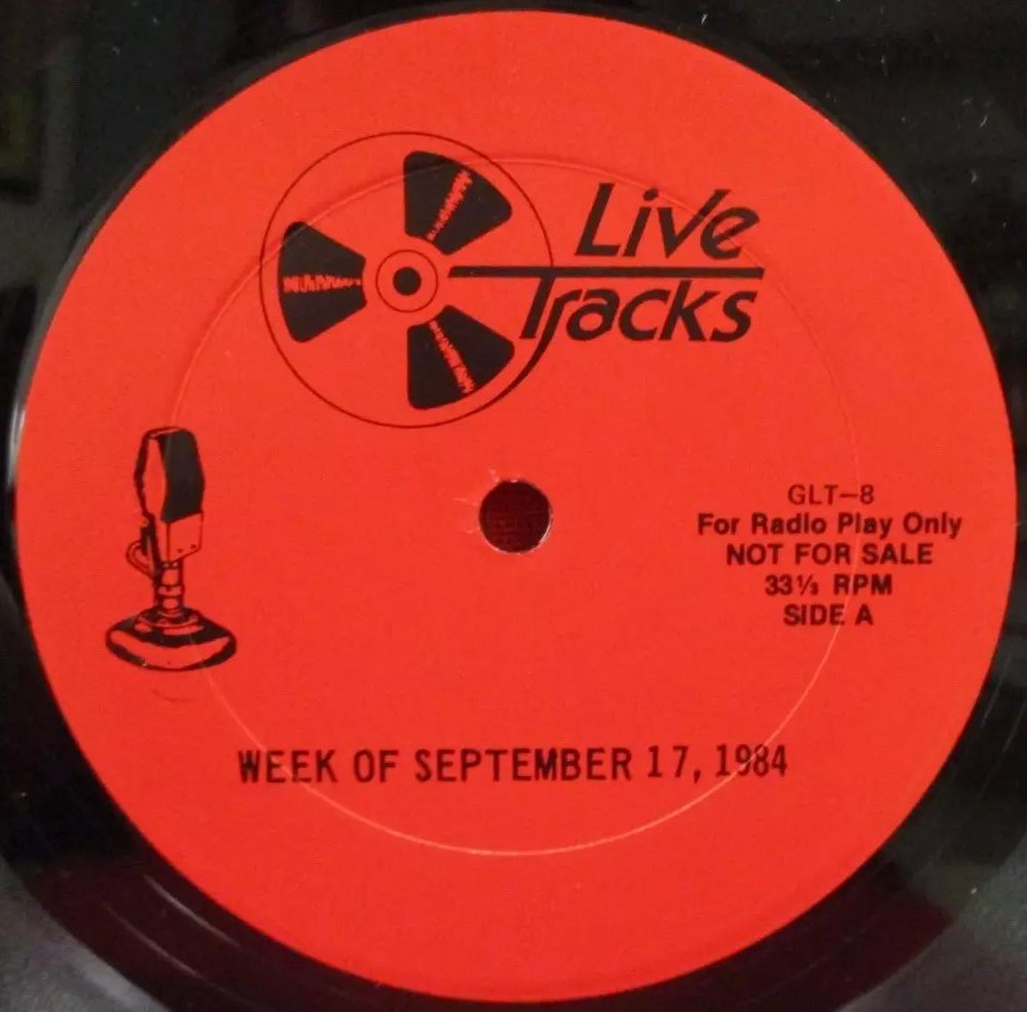 Live
Tracks
GLT-8
For Radio Play Only
NOT FOR SALE
33⅓ RPM
SIDE A
WEEK OF SEPTEMBER 17, 1984